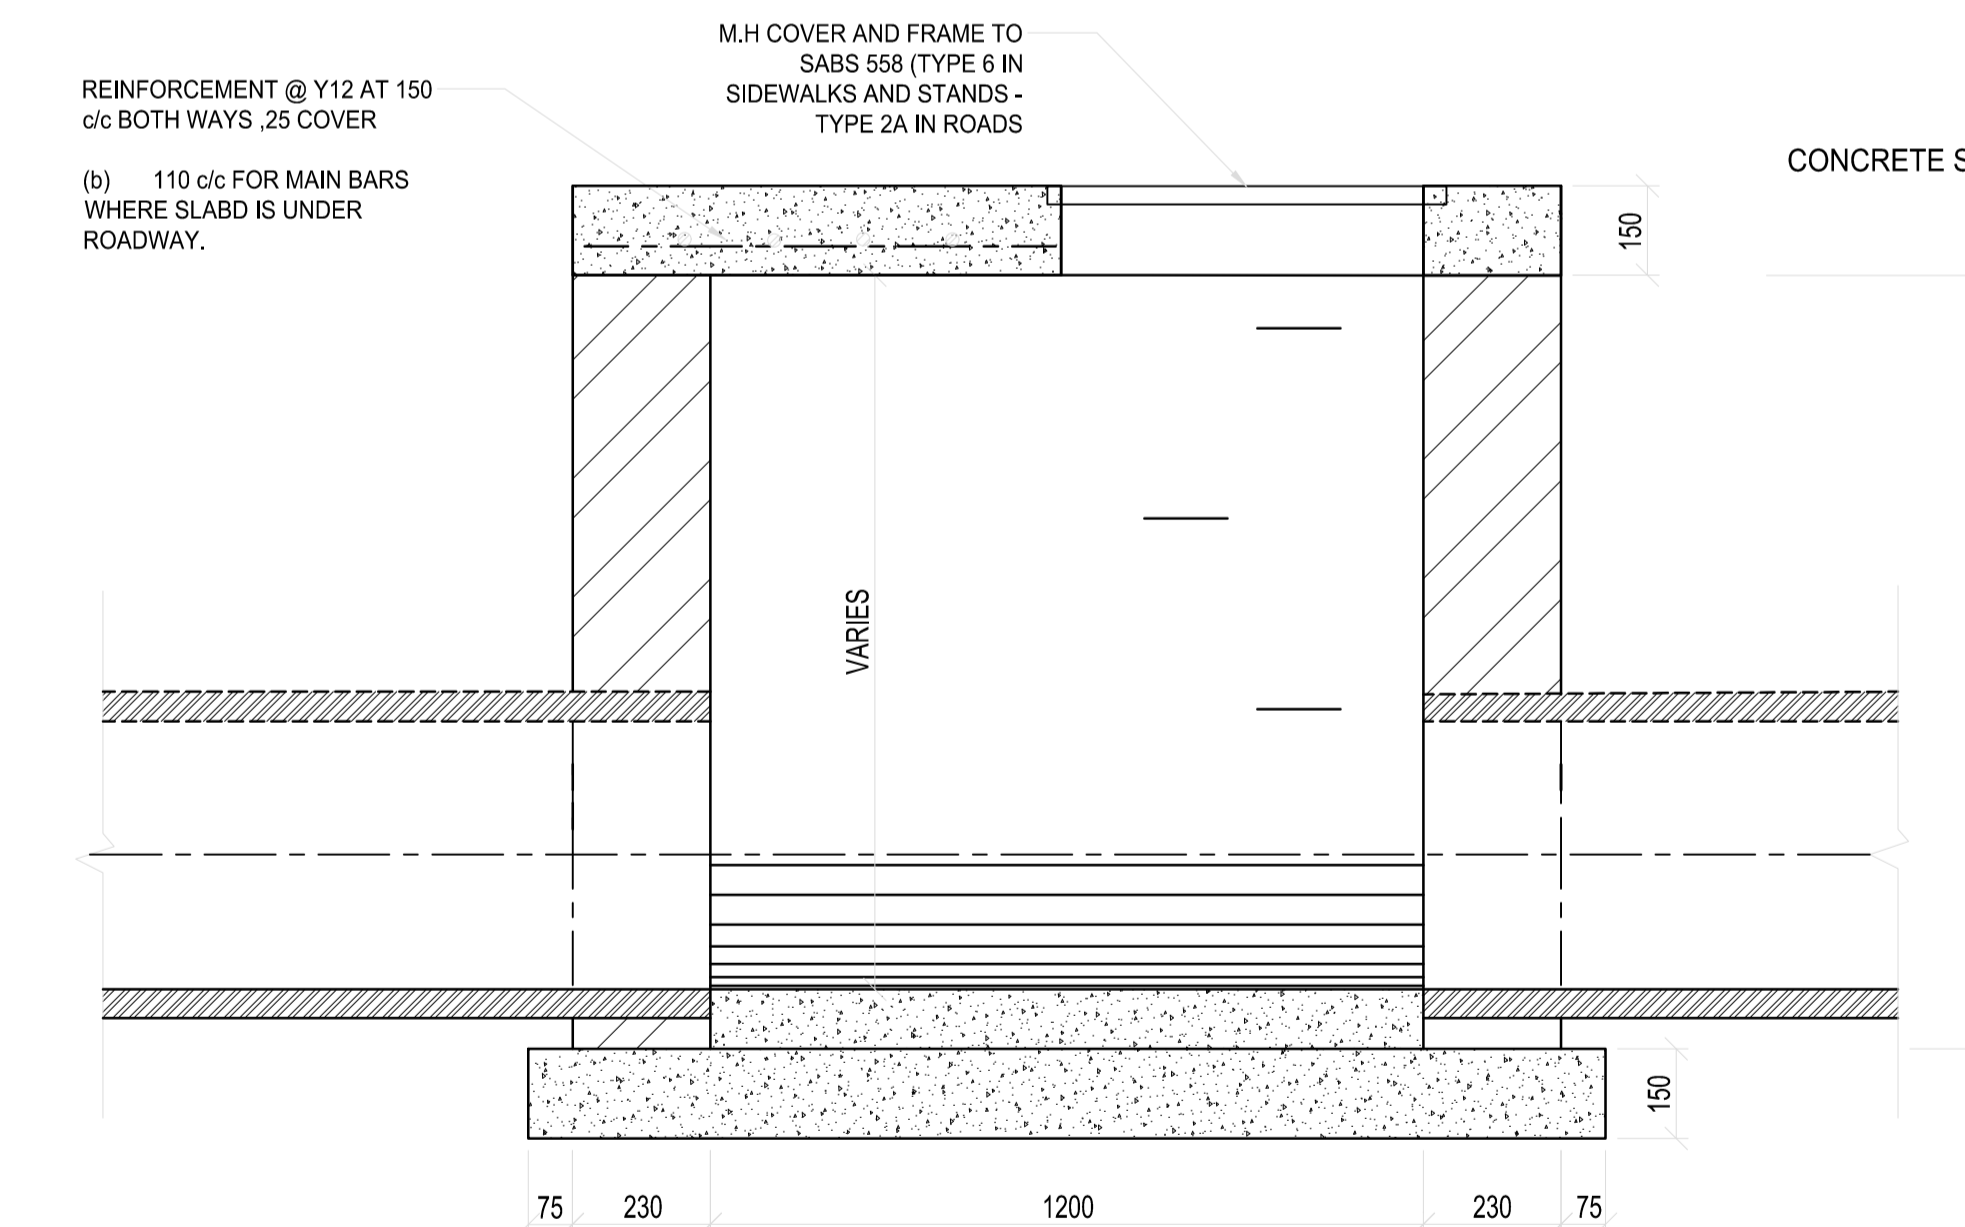 M.H COVER AND FRAME TO
SABS 558 (TYPE 6 IN
SIDEWALKS AND STANDS -
TYPE 2A IN ROADS
REINFORCEMENT @ Y12 AT 150
c/c BOTH WAYS ,25 COVER
(b) 110 c/c FOR MAIN BARS
WHERE SLABD IS UNDER
ROADWAY.
CONCRETE S
150
VARIES
150
75 230 1200 230 75